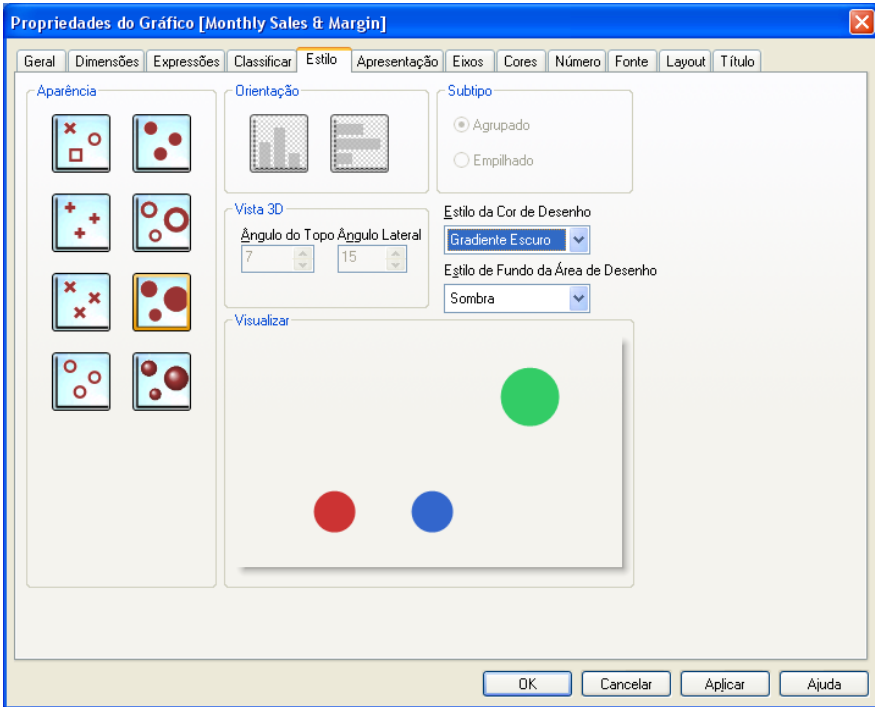 Propriedades do Gráfico [Monthly Sales & Margin]
Geral Dimensões Expressões Classificar Estilo Apresentação Eixos Cores Número Fonte Layout Título
Aparência
Orientação
Subtipo
Agrupado
Empilhado
Vista 3D
Ângulo do Topo Ângulo Lateral
7 15
Estilo da Cor de Desenho
Gradiente Escuro
Estilo de Fundo da Área de Desenho
Sombra
Visualizar
OK Cancelar Aplicar Ajuda